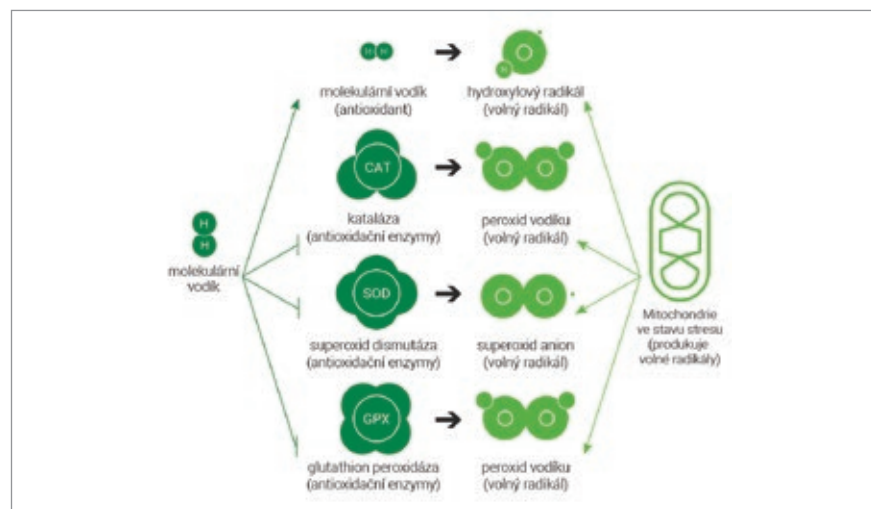 H H
H
molekulární vodík
(antioxidant)
hydroxylový radikál
(volný radikál)
CAT
kataláza
(antioxidační enzymy)
peroxid vodíku
(volný radikál)
H
H
molekulární
vodík
SOD
superoxid dismutáza
(antioxidační enzymy)
superoxid anion
(volný radikál)
Mitochondrie
ve stavu stresu
(produkuje
volné radikály)
GPX
glutathion peroxidáza
(antioxidační enzymy)
peroxid vodíku
(volný radikál)